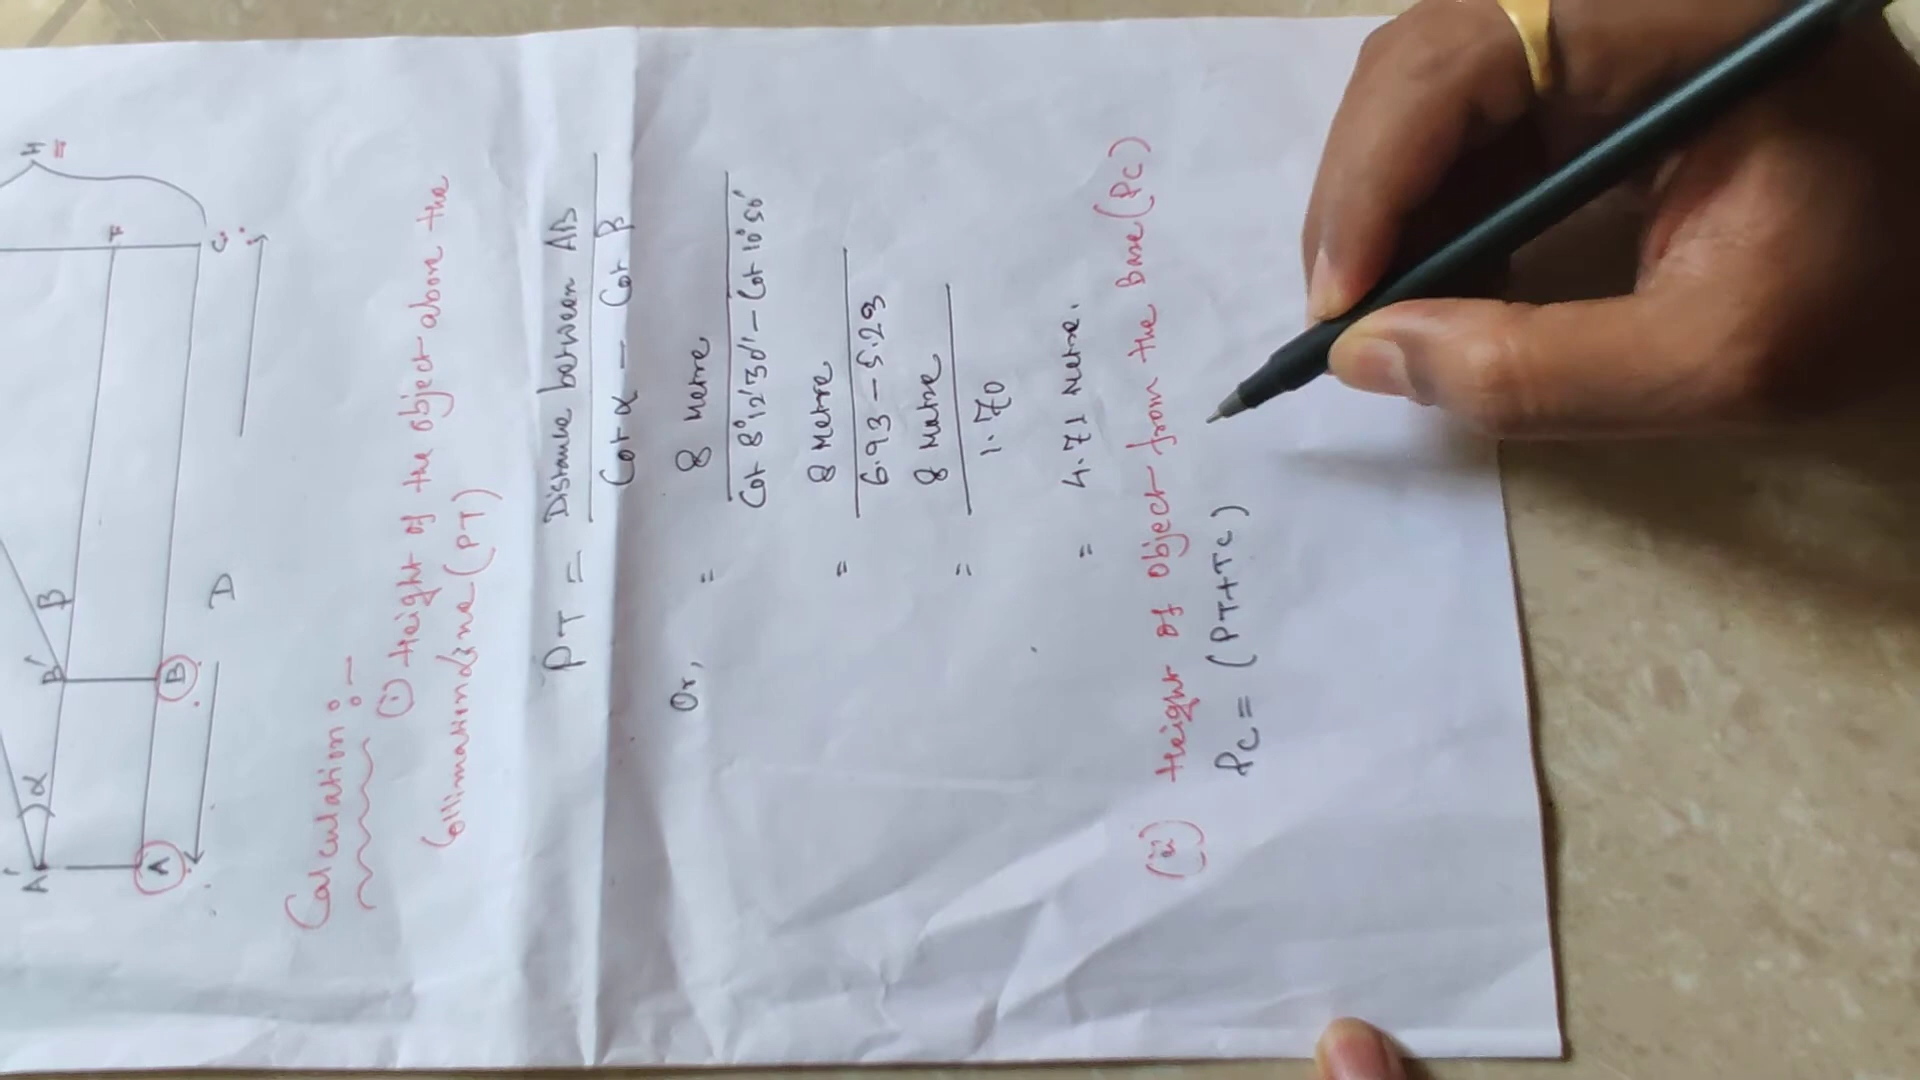 H
T
C
A' α B' β
A B D
Calculation :-
(i) Height of the object above the
Collimation Line (PT)
PT = Distance between AB
Cot α - Cot β
Or, = 8 Metre
Cot 8°12'30" - Cot 10°50'
= 8 Metre
6.93 - 5.23
= 8 Metre
1.70
= 4.71 Metre.
(ii) Height of object from the Base (PC)
PC = (PT+TC)